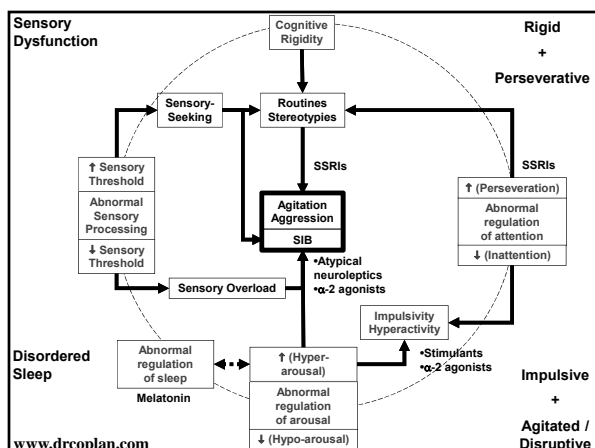 Sensory
Dysfunction
Cognitive
Rigidity
Rigid
+
Perseverative
Sensory-
Seeking
Routines
Stereotypies
SSRIs
SSRIs
↑ Sensory
Threshold
Abnormal
Sensory
Processing
↓ Sensory
Threshold
Agitation
Aggression
SIB
↑ (Perseveration)
Abnormal
regulation
of attention
↓ (Inattention)
•Atypical
neuroleptics
•α-2 agonists
Sensory Overload
Impulsivity
Hyperactivity
Disordered
Sleep
Abnormal
regulation
of sleep
Melatonin
↑ (Hyper-
arousal)
Abnormal
regulation
of arousal
↓ (Hypo-arousal)
•Stimulants
•α-2 agonists
Impulsive
+
Agitated /
Disruptive
www.drcoplan.com